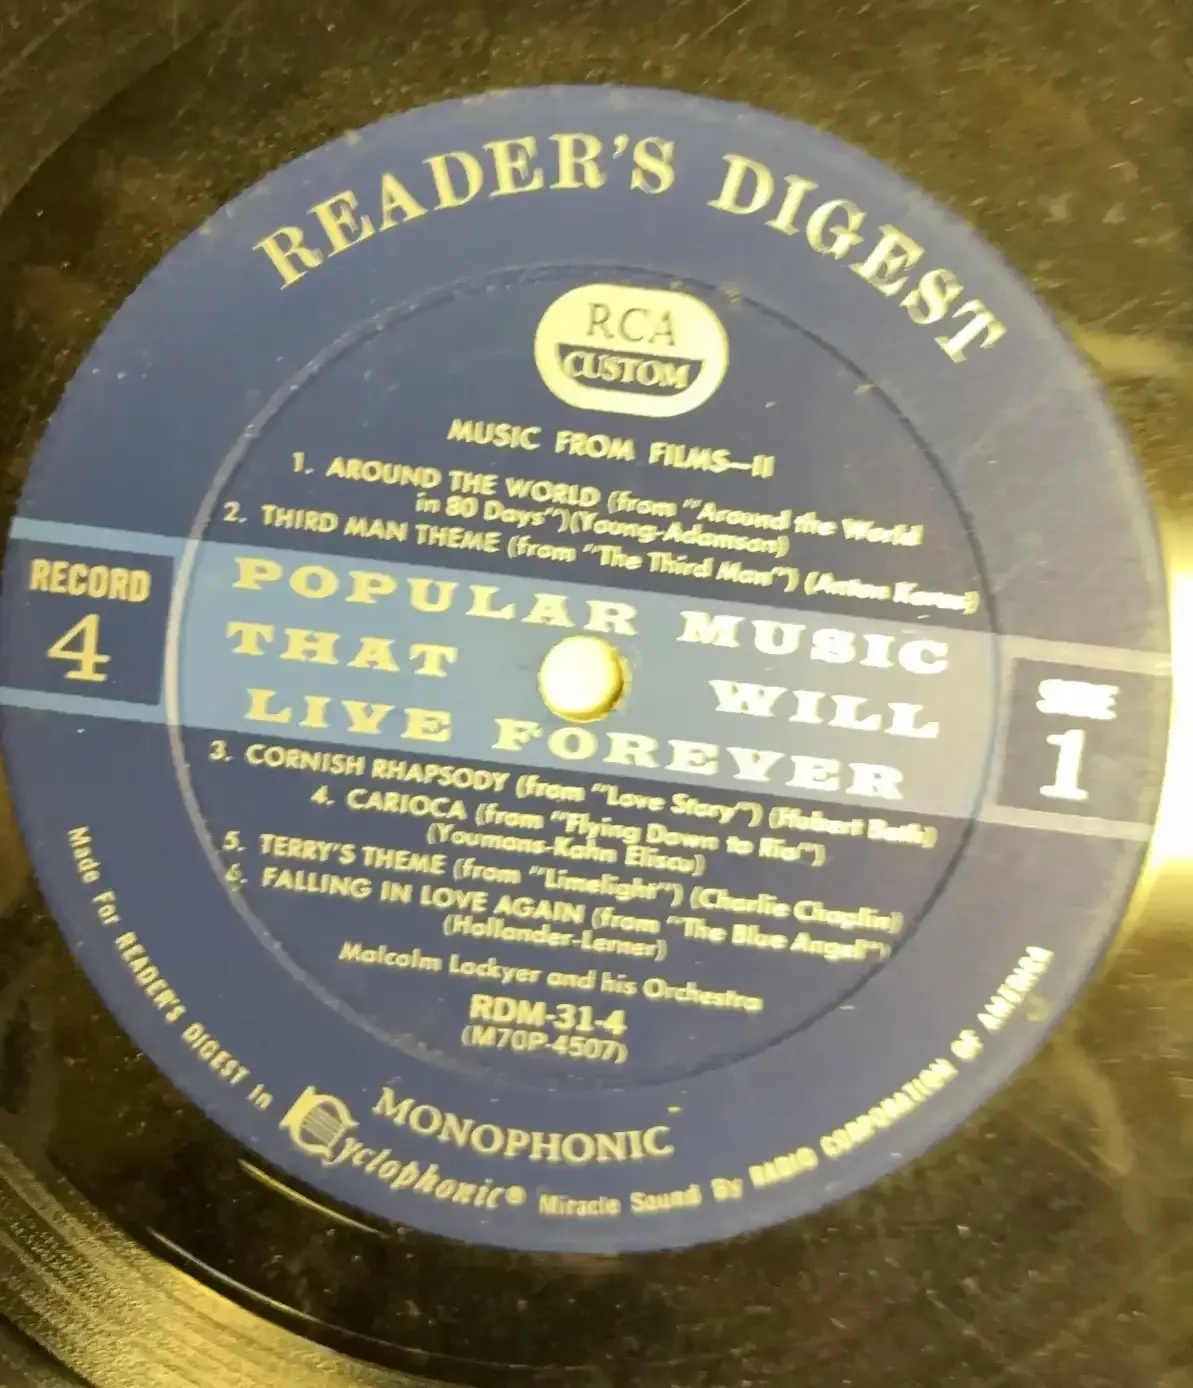 READER'S DIGEST
RCA
CUSTOM
MUSIC FROM FILMS—II
1. AROUND THE WORLD (from "Around the World
in 80 Days") (Young-Adamson)
2. THIRD MAN THEME (from "The Third Man") (Anton Karas)
RECORD
4
POPULAR MUSIC
THAT WILL
LIVE FOREVER
SIDE
1
3. CORNISH RHAPSODY (from "Love Story") (Hubert Bath)
4. CARIOCA (from "Flying Down to Rio")
(Youmans-Kahn Eliscu)
5. TERRY'S THEME (from "Limelight") (Charlie Chaplin)
6. FALLING IN LOVE AGAIN (from "The Blue Angel")
(Hollander-Lerner)
Malcolm Lockyer and his Orchestra
RDM-31-4
(M70P-4507)
MONOPHONIC
Made For READER'S DIGEST in Cyclophonic® Miracle Sound By RADIO CORPORATION OF AMERICA